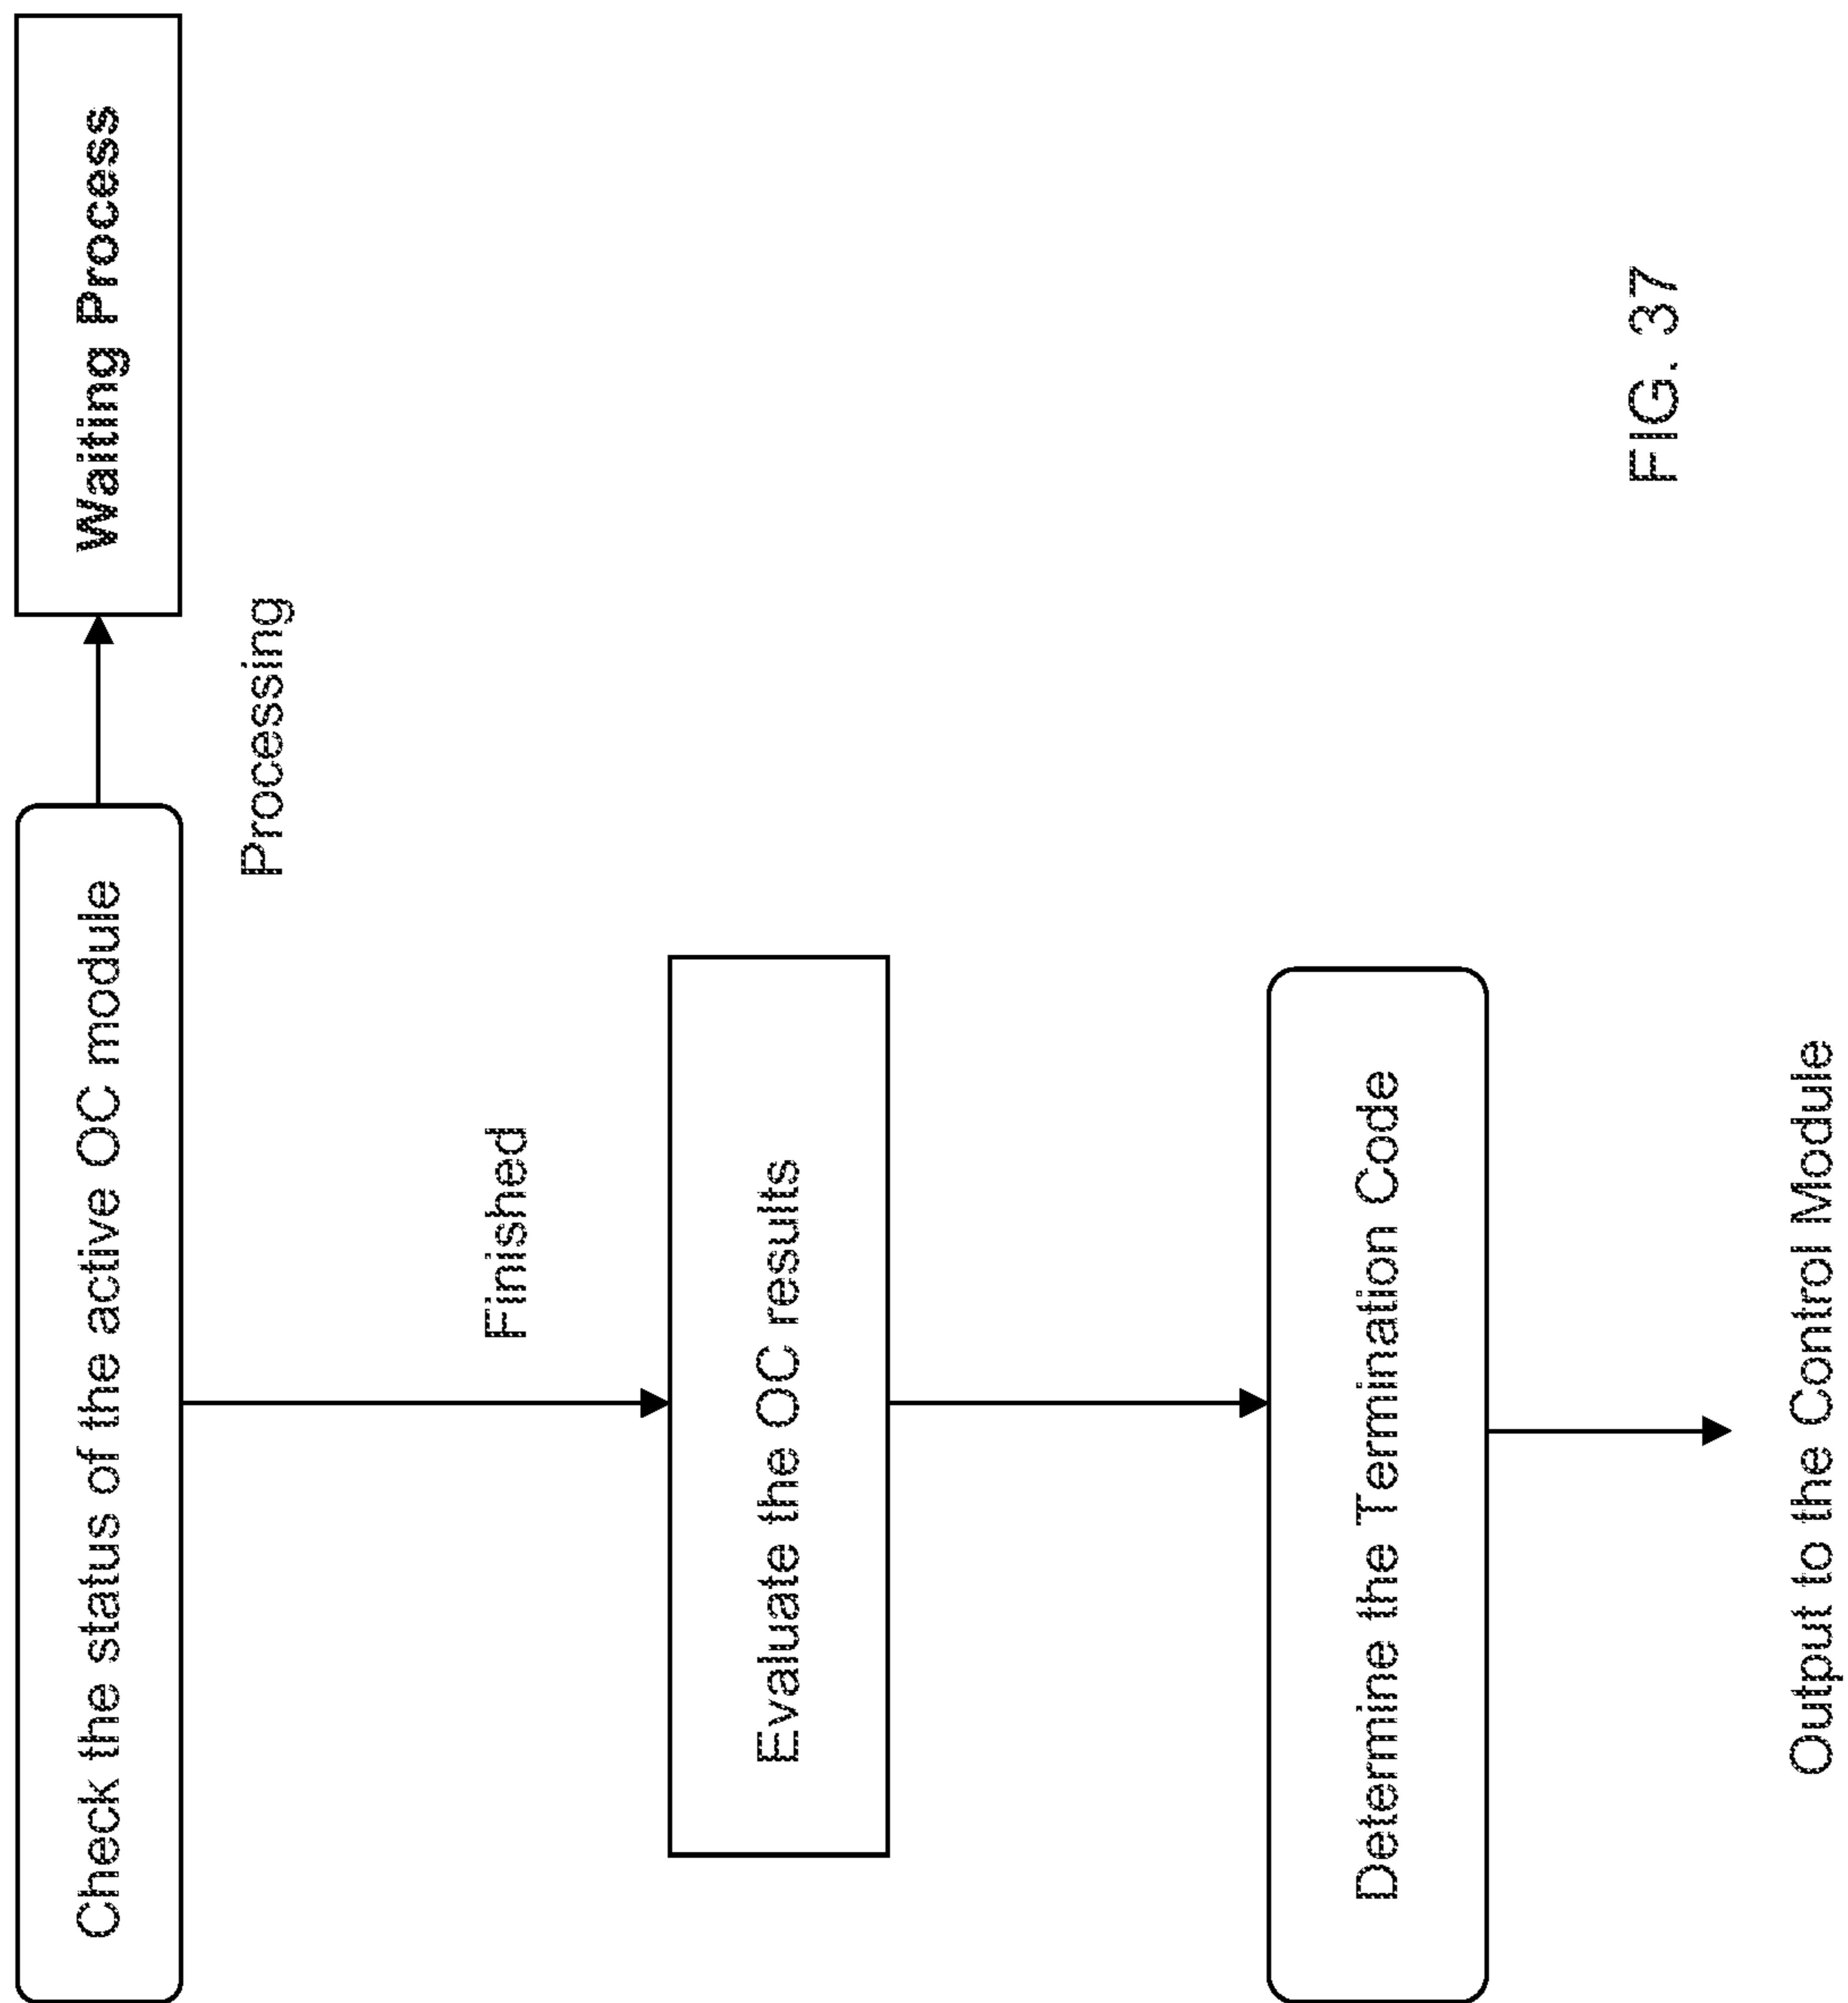 Check the status of the active OC module
Waiting Process
Processing
Finished
Evaluate the OC results
Determine the Termination Code
Output to the Control Module
FIG. 37